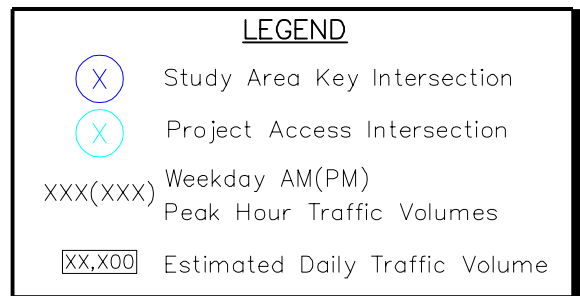 LEGEND
X Study Area Key Intersection
X Project Access Intersection
XXX(XXX) Weekday AM(PM)
Peak Hour Traffic Volumes
XX,X00 Estimated Daily Traffic Volume